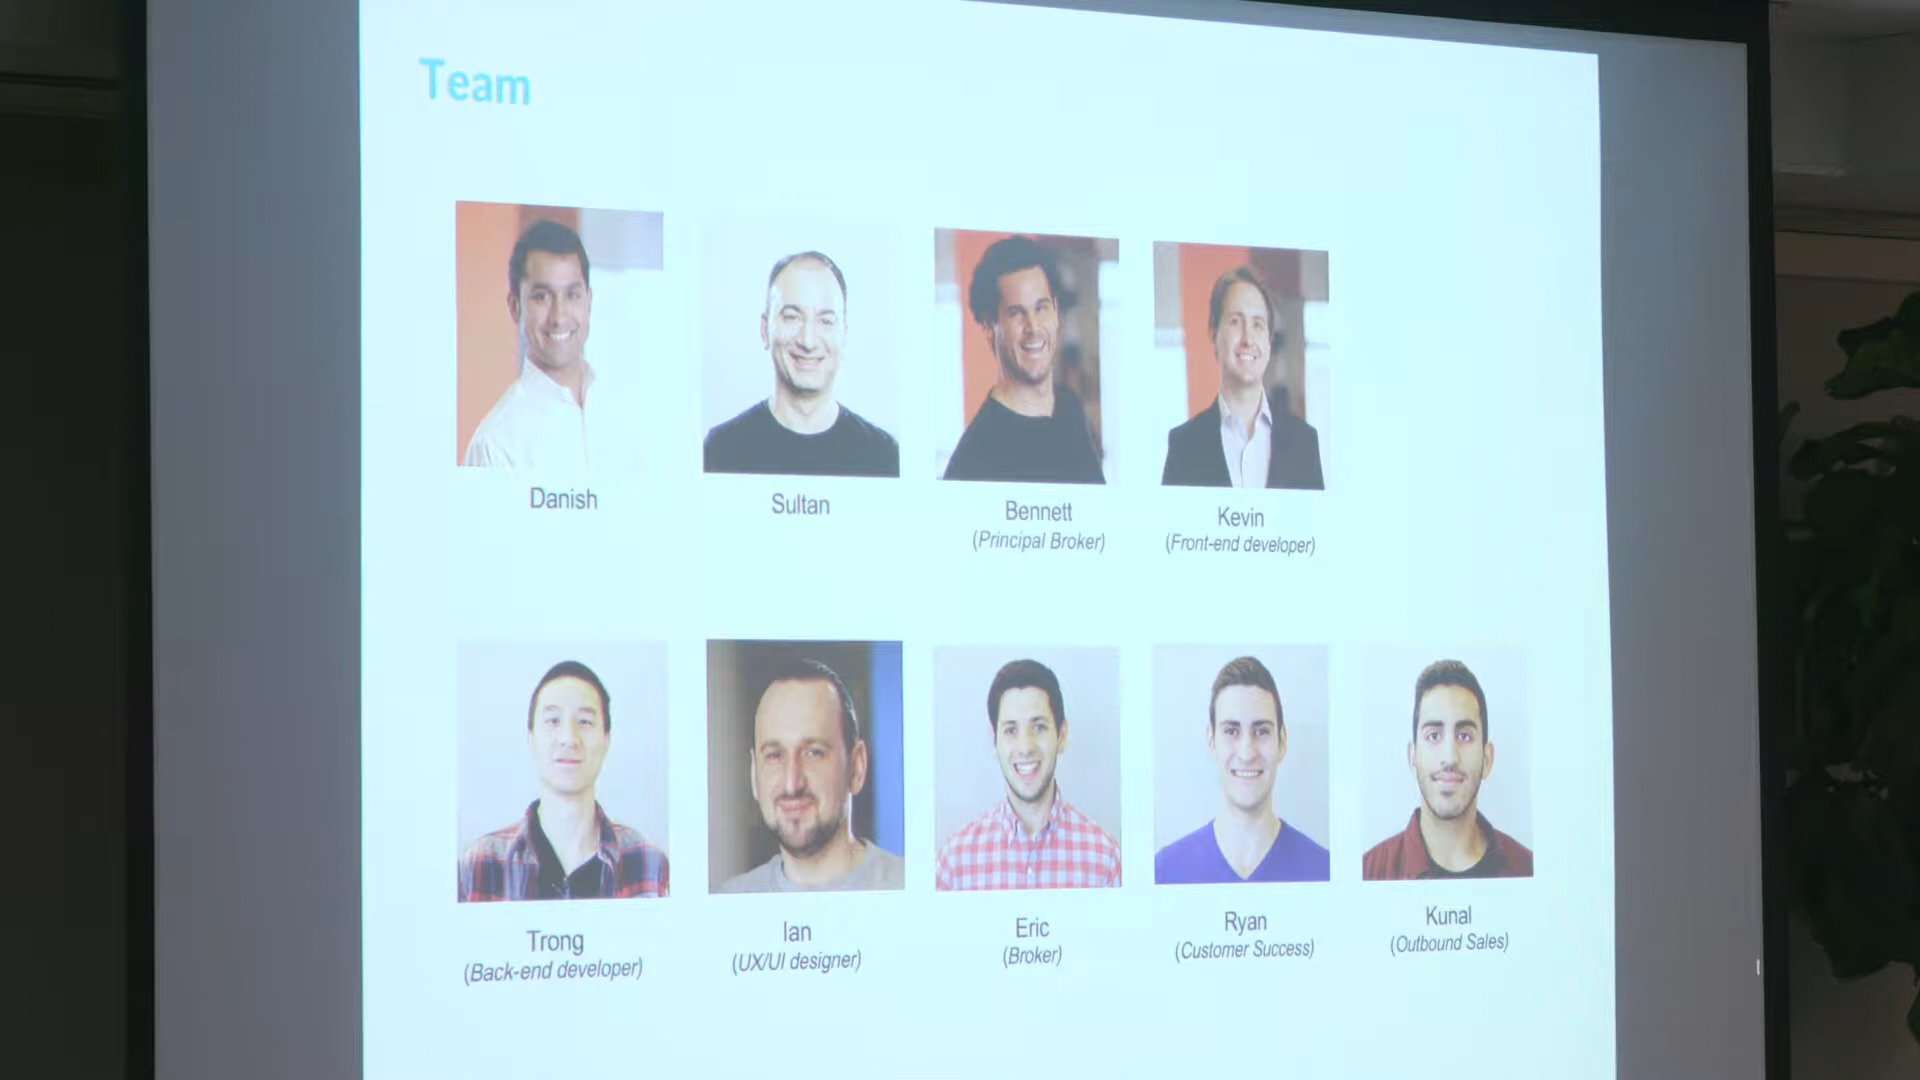 Team
Danish
Sultan
Bennett
(Principal Broker)
Kevin
(Front-end developer)
Trong
(Back-end developer)
Ian
(UX/UI designer)
Eric
(Broker)
Ryan
(Customer Success)
Kunal
(Outbound Sales)